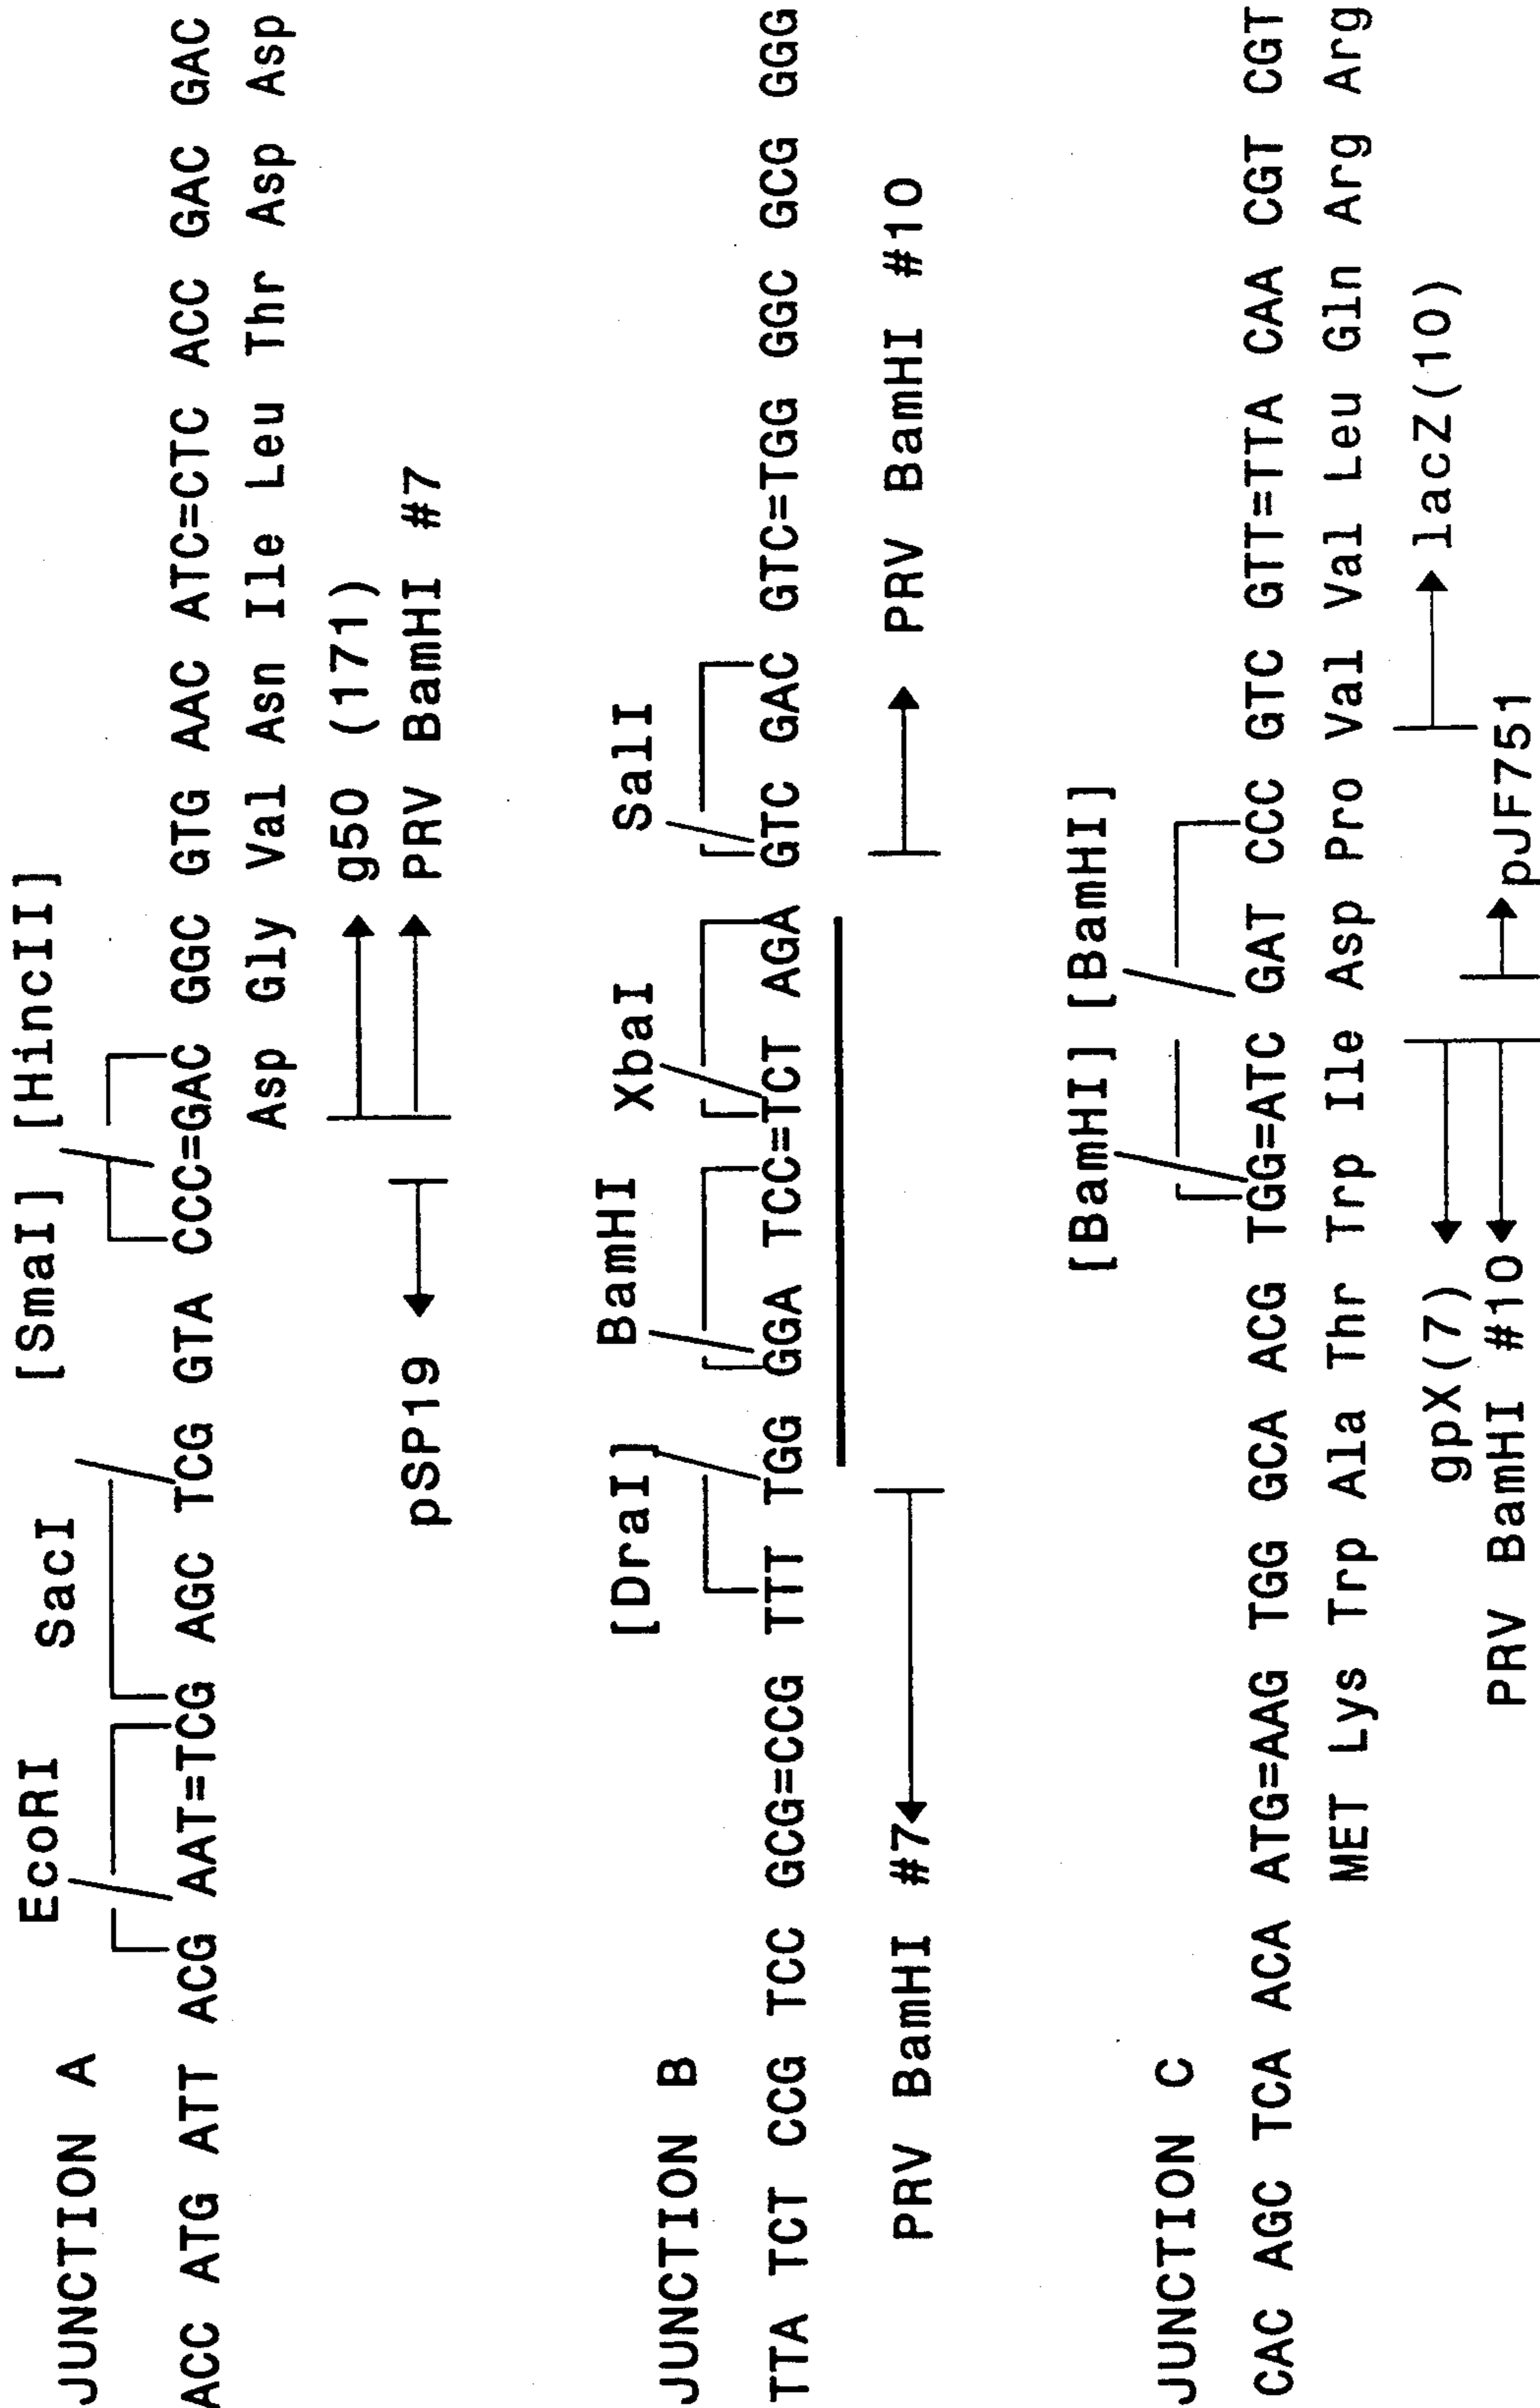 JUNCTION A
EcoRI SacI [SmaI] [HincII]
ACC ATG ATT ACG AAT=TCG AGC TCG GTA CCC=GAC GGC GTG AAC ATC=CTC ACC GAC GAC
Asp Gly Val Asn Ile Leu Thr Asp Asp
g50 (171)
pSP19 PRV BamHI #7
JUNCTION B
[DraI] BamHI XbaI SalI
TTA TCT CCG TCC GCG=CCG TTT TGG GGA TCC=TCT AGA GTC GAC GTC=TGG GGC GCG GGG
PRV BamHI #7 PRV BamHI #10
JUNCTION C
[BamHI] [BamHI]
CAC AGC TCA ACA ATG=AAG TGG GCA ACG TGG=ATC GAT CCC GTC GTT=TTA CAA CGT CGT
MET Lys Trp Ala Thr Trp Ile Asp Pro Val Val Leu Gln Arg Arg
gpX(7) lacZ(10)
PRV BamHI #10 pJF751